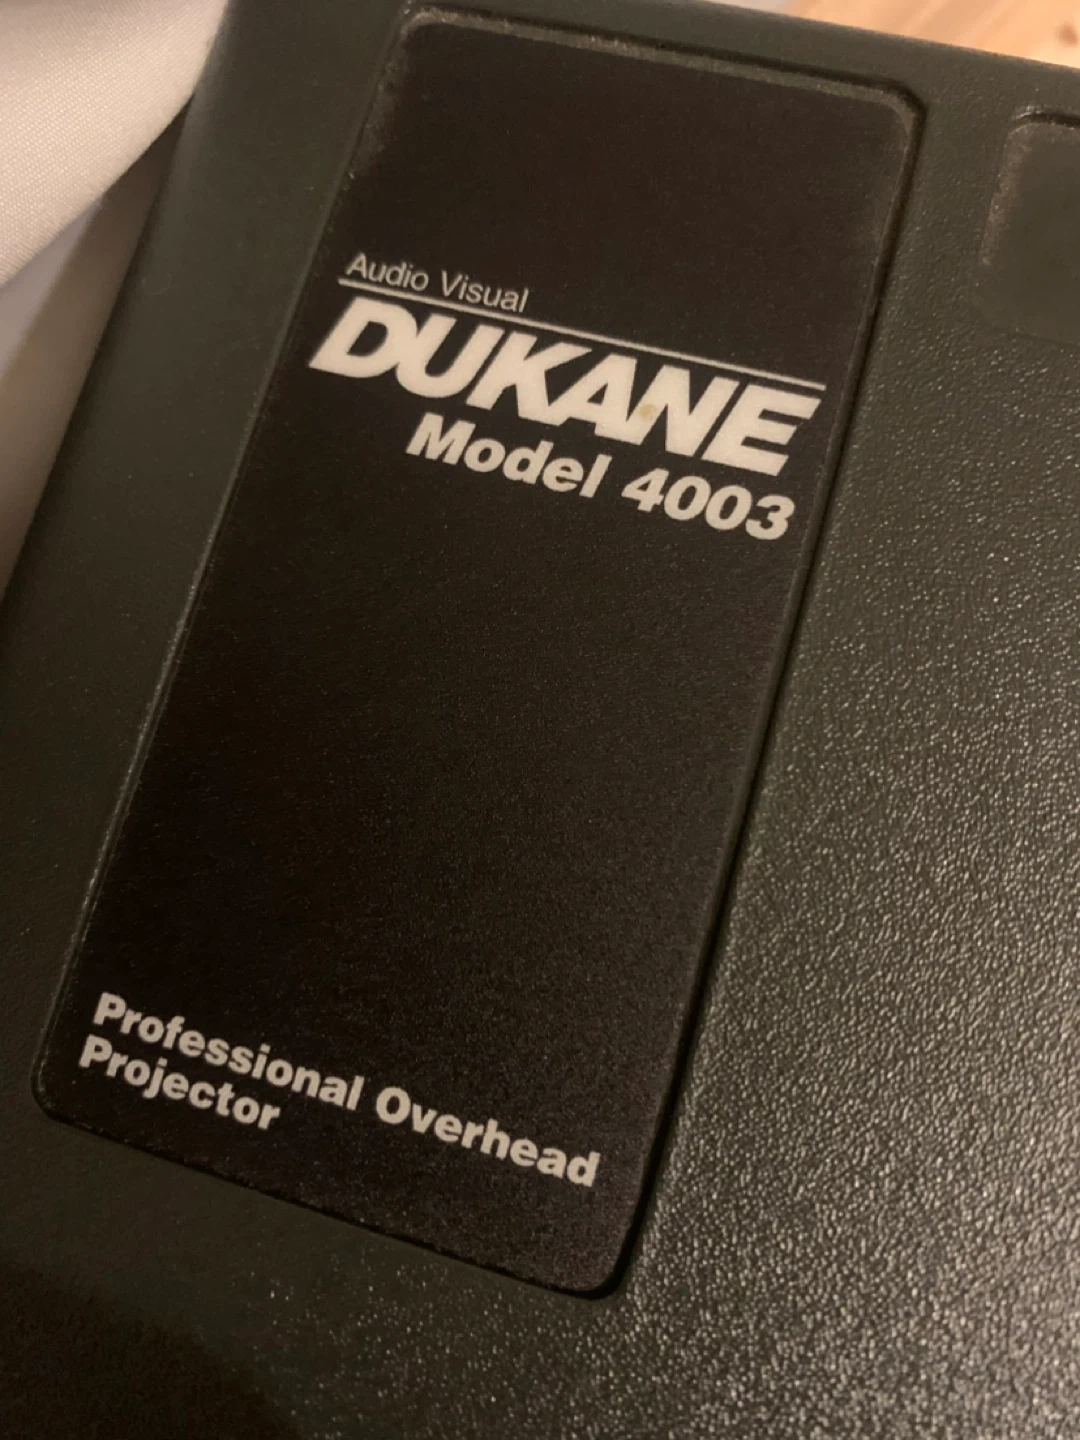 Audio Visual
DUKANE
Model 4003
Professional Overhead
Projector